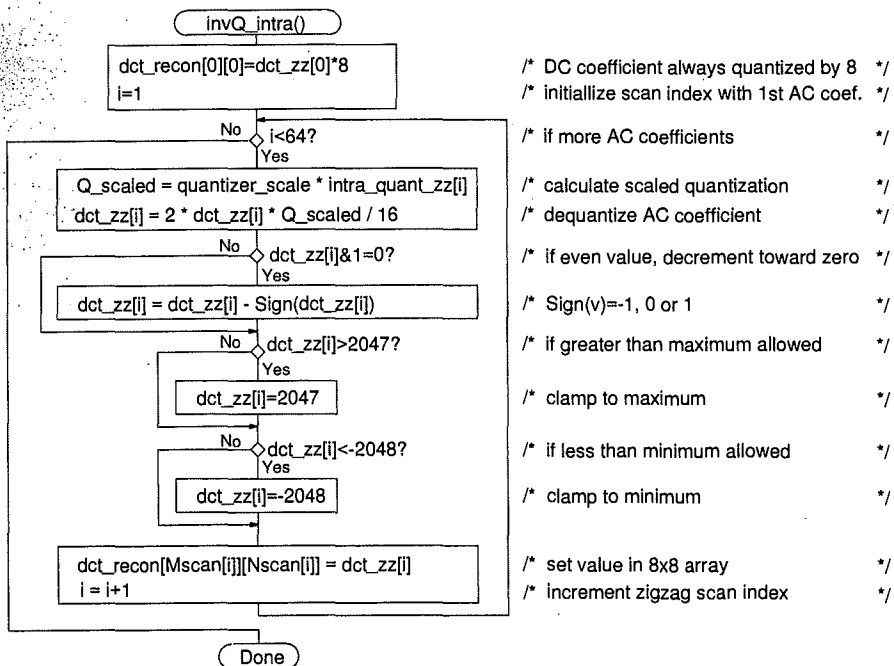 invQ_intra()
dct_recon[0][0]=dct_zz[0]*8 /* DC coefficient always quantized by 8 */
i=1 /* initiallize scan index with 1st AC coef. */
No i<64? /* if more AC coefficients */
Yes
Q_scaled = quantizer_scale * intra_quant_zz[i] /* calculate scaled quantization */
dct_zz[i] = 2 * dct_zz[i] * Q_scaled / 16 /* dequantize AC coefficient */
No dct_zz[i]&1=0? /* if even value, decrement toward zero */
Yes
dct_zz[i] = dct_zz[i] - Sign(dct_zz[i]) /* Sign(v)=-1, 0 or 1 */
No dct_zz[i]>2047? /* if greater than maximum allowed */
Yes
dct_zz[i]=2047 /* clamp to maximum */
No dct_zz[i]<-2048? /* if less than minimum allowed */
Yes
dct_zz[i]=-2048 /* clamp to minimum */
dct_recon[Mscan[i]][Nscan[i]] = dct_zz[i] /* set value in 8x8 array */
i = i+1 /* increment zigzag scan index */
Done